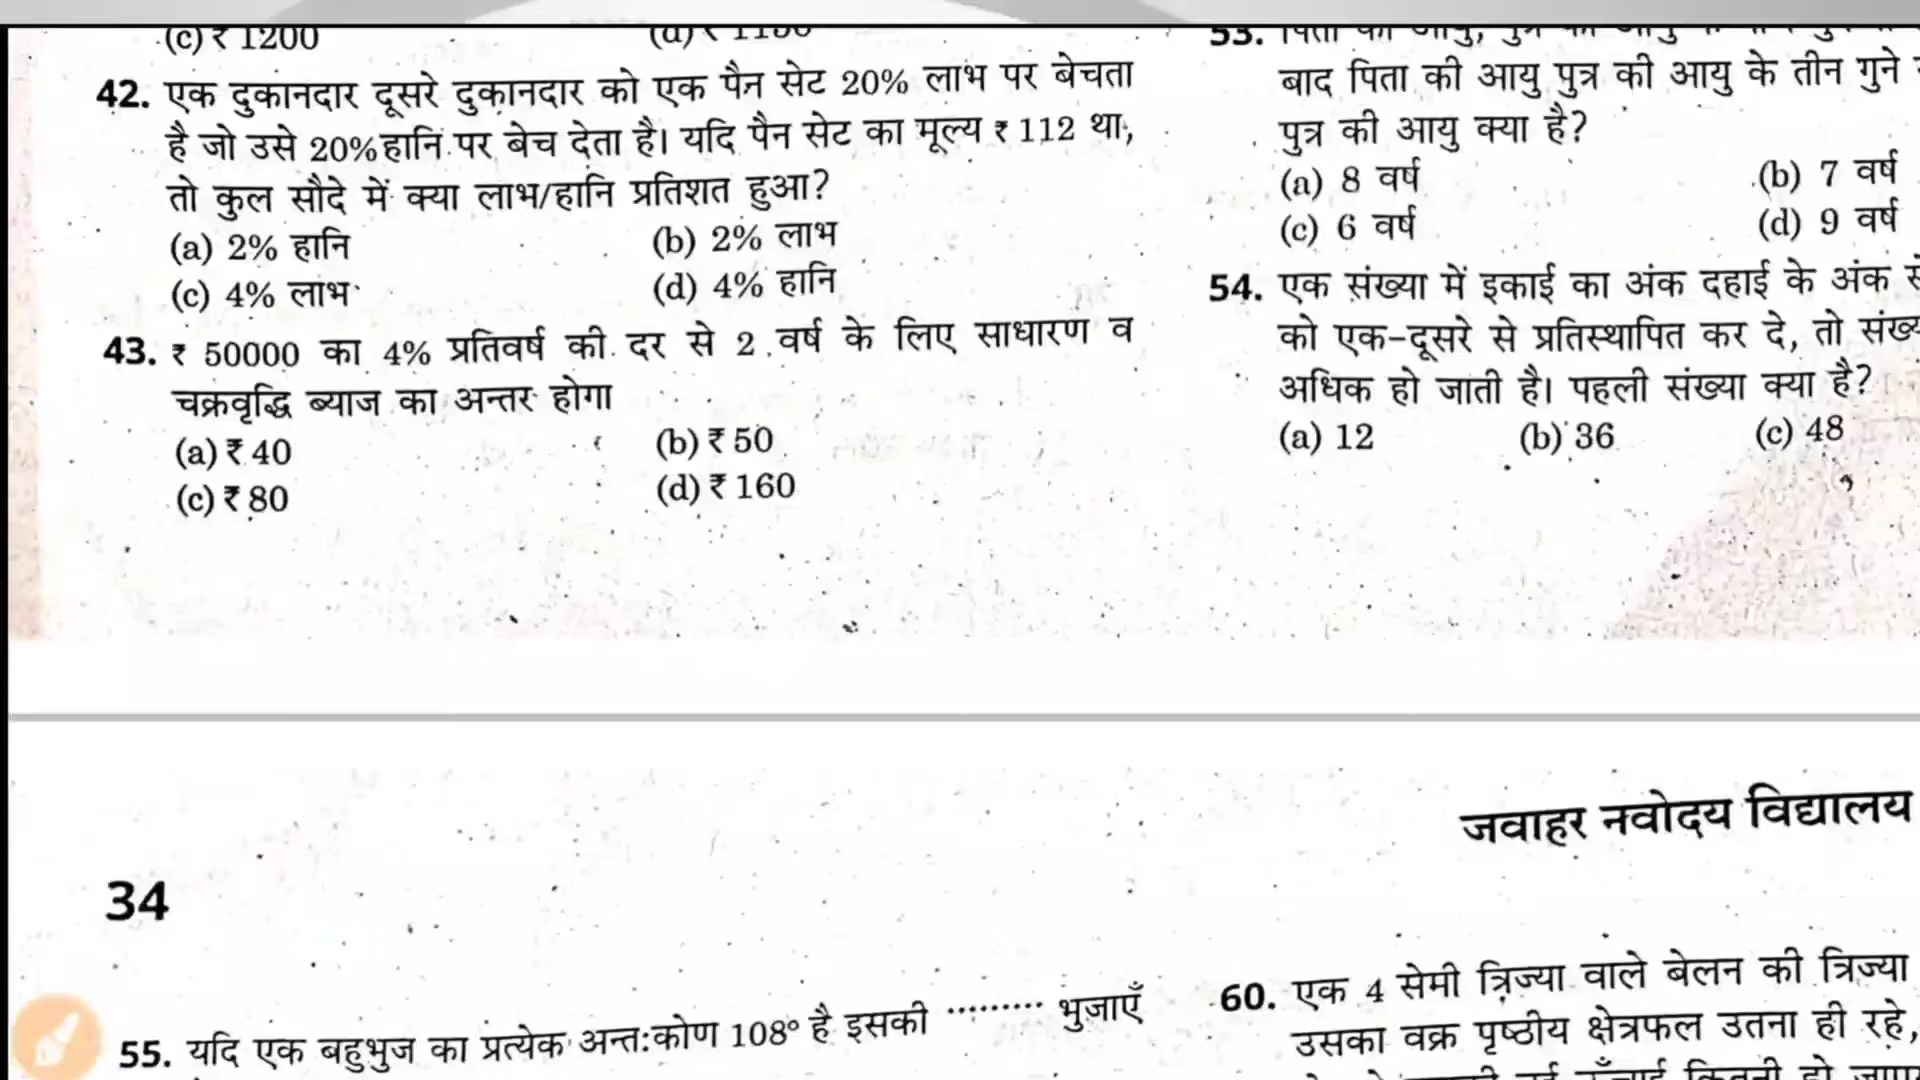 (c) ₹ 1200
42. एक दुकानदार दूसरे दुकानदार को एक पैन सेट 20% लाभ पर बेचता
है जो उसे 20% हानि पर बेच देता है। यदि पैन सेट का मूल्य ₹ 112 था,
तो कुल सौदे में क्या लाभ/हानि प्रतिशत हुआ?
(a) 2% हानि (b) 2% लाभ
(c) 4% लाभ (d) 4% हानि
43. ₹ 50000 का 4% प्रतिवर्ष की दर से 2 वर्ष के लिए साधारण व
चक्रवृद्धि ब्याज का अन्तर होगा
(a) ₹ 40 (b) ₹ 50
(c) ₹ 80 (d) ₹ 160
53.
बाद पिता की आयु पुत्र की आयु के तीन गुने
पुत्र की आयु क्या है?
(a) 8 वर्ष (b) 7 वर्ष
(c) 6 वर्ष (d) 9 वर्ष
54. एक संख्या में इकाई का अंक दहाई के अंक
को एक-दूसरे से प्रतिस्थापित कर दे, तो
अधिक हो जाती है। पहली संख्या क्या है?
(a) 12 (b) 36 (c) 48
जवाहर नवोदय विद्यालय
34
55. यदि एक बहुभुज का प्रत्येक अन्त:कोण 108° है इसकी ......... भुजाएँ
60. एक 4 सेमी त्रिज्या वाले बेलन की त्रिज्या
उसका वक्र पृष्ठीय क्षेत्रफल उतना ही रहे,